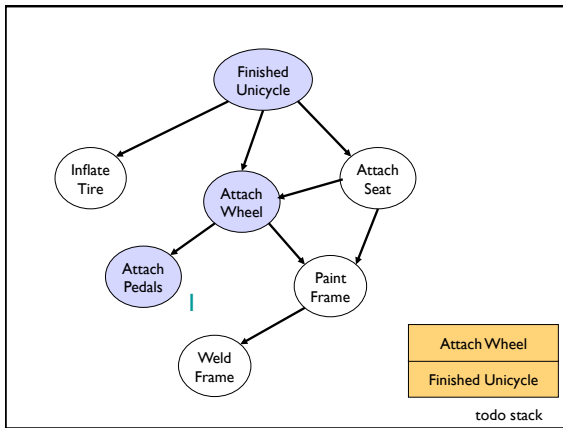 Finished
Unicycle
Inflate
Tire
Attach
Seat
Attach
Wheel
Attach
Pedals
1
Paint
Frame
Weld
Frame
Attach Wheel
Finished Unicycle
todo stack